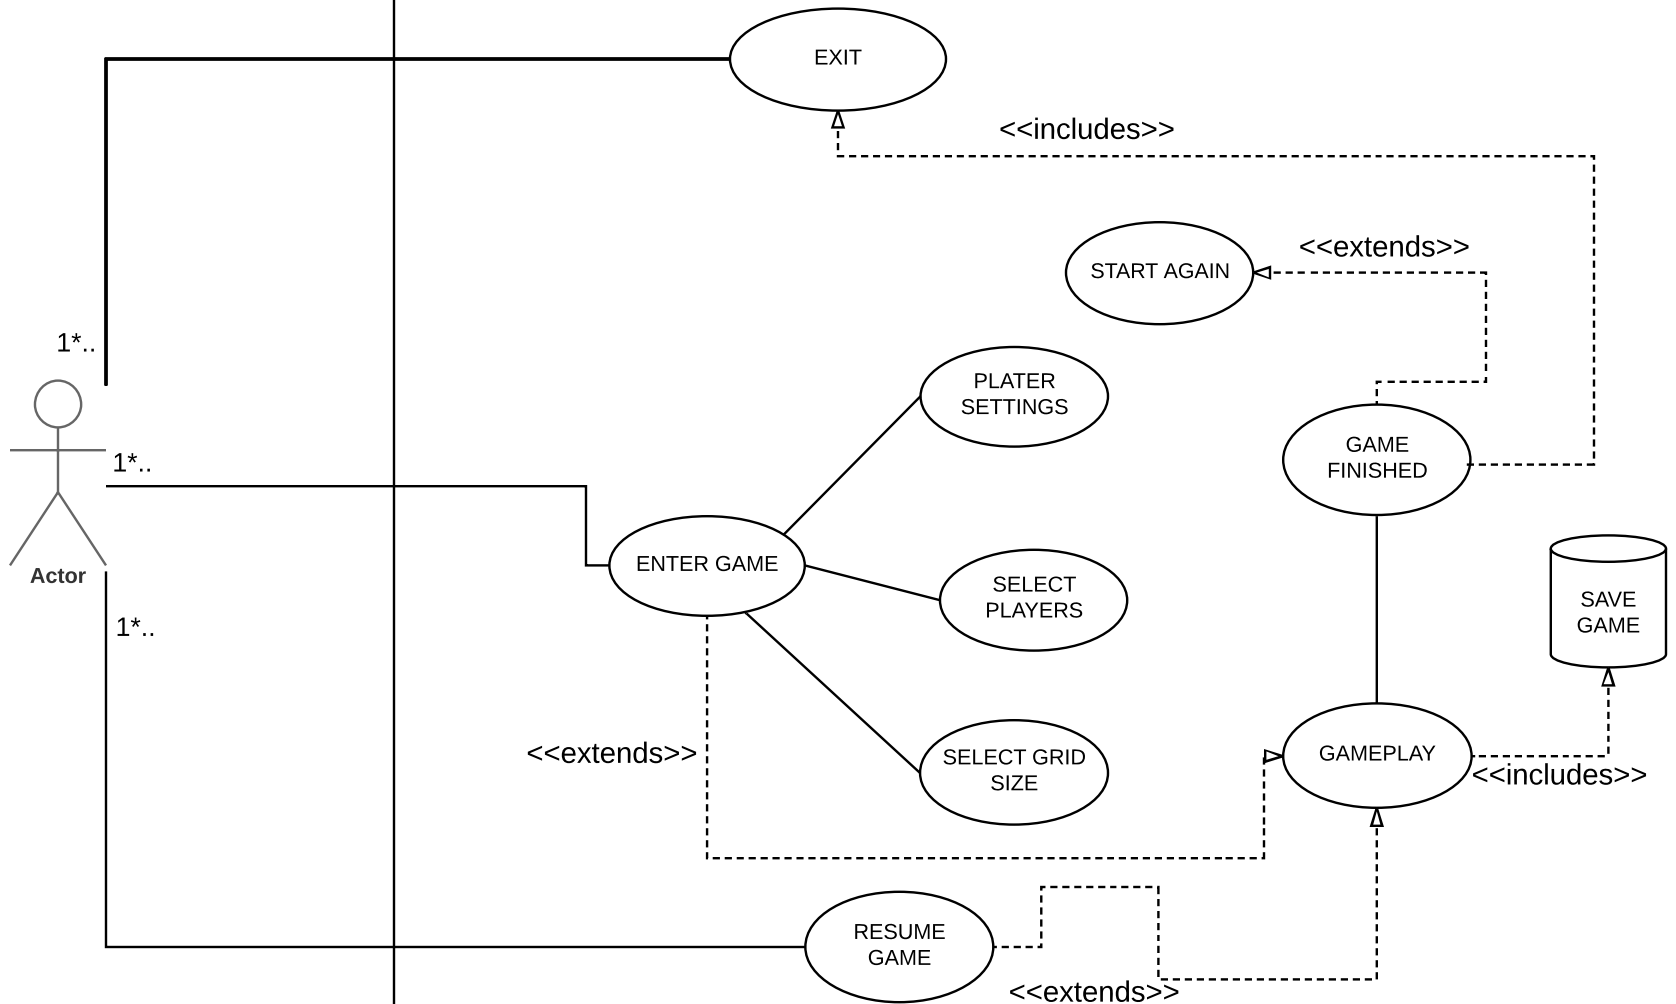 EXIT
<<includes>>
<<extends>>
START AGAIN
1*..
PLATER
SETTINGS
GAME
FINISHED
1*..
ENTER GAME
Actor
SELECT
PLAYERS
SAVE
GAME
1*..
<<extends>>
SELECT GRID
SIZE
GAMEPLAY
<<includes>>
RESUME
GAME
<<extends>>